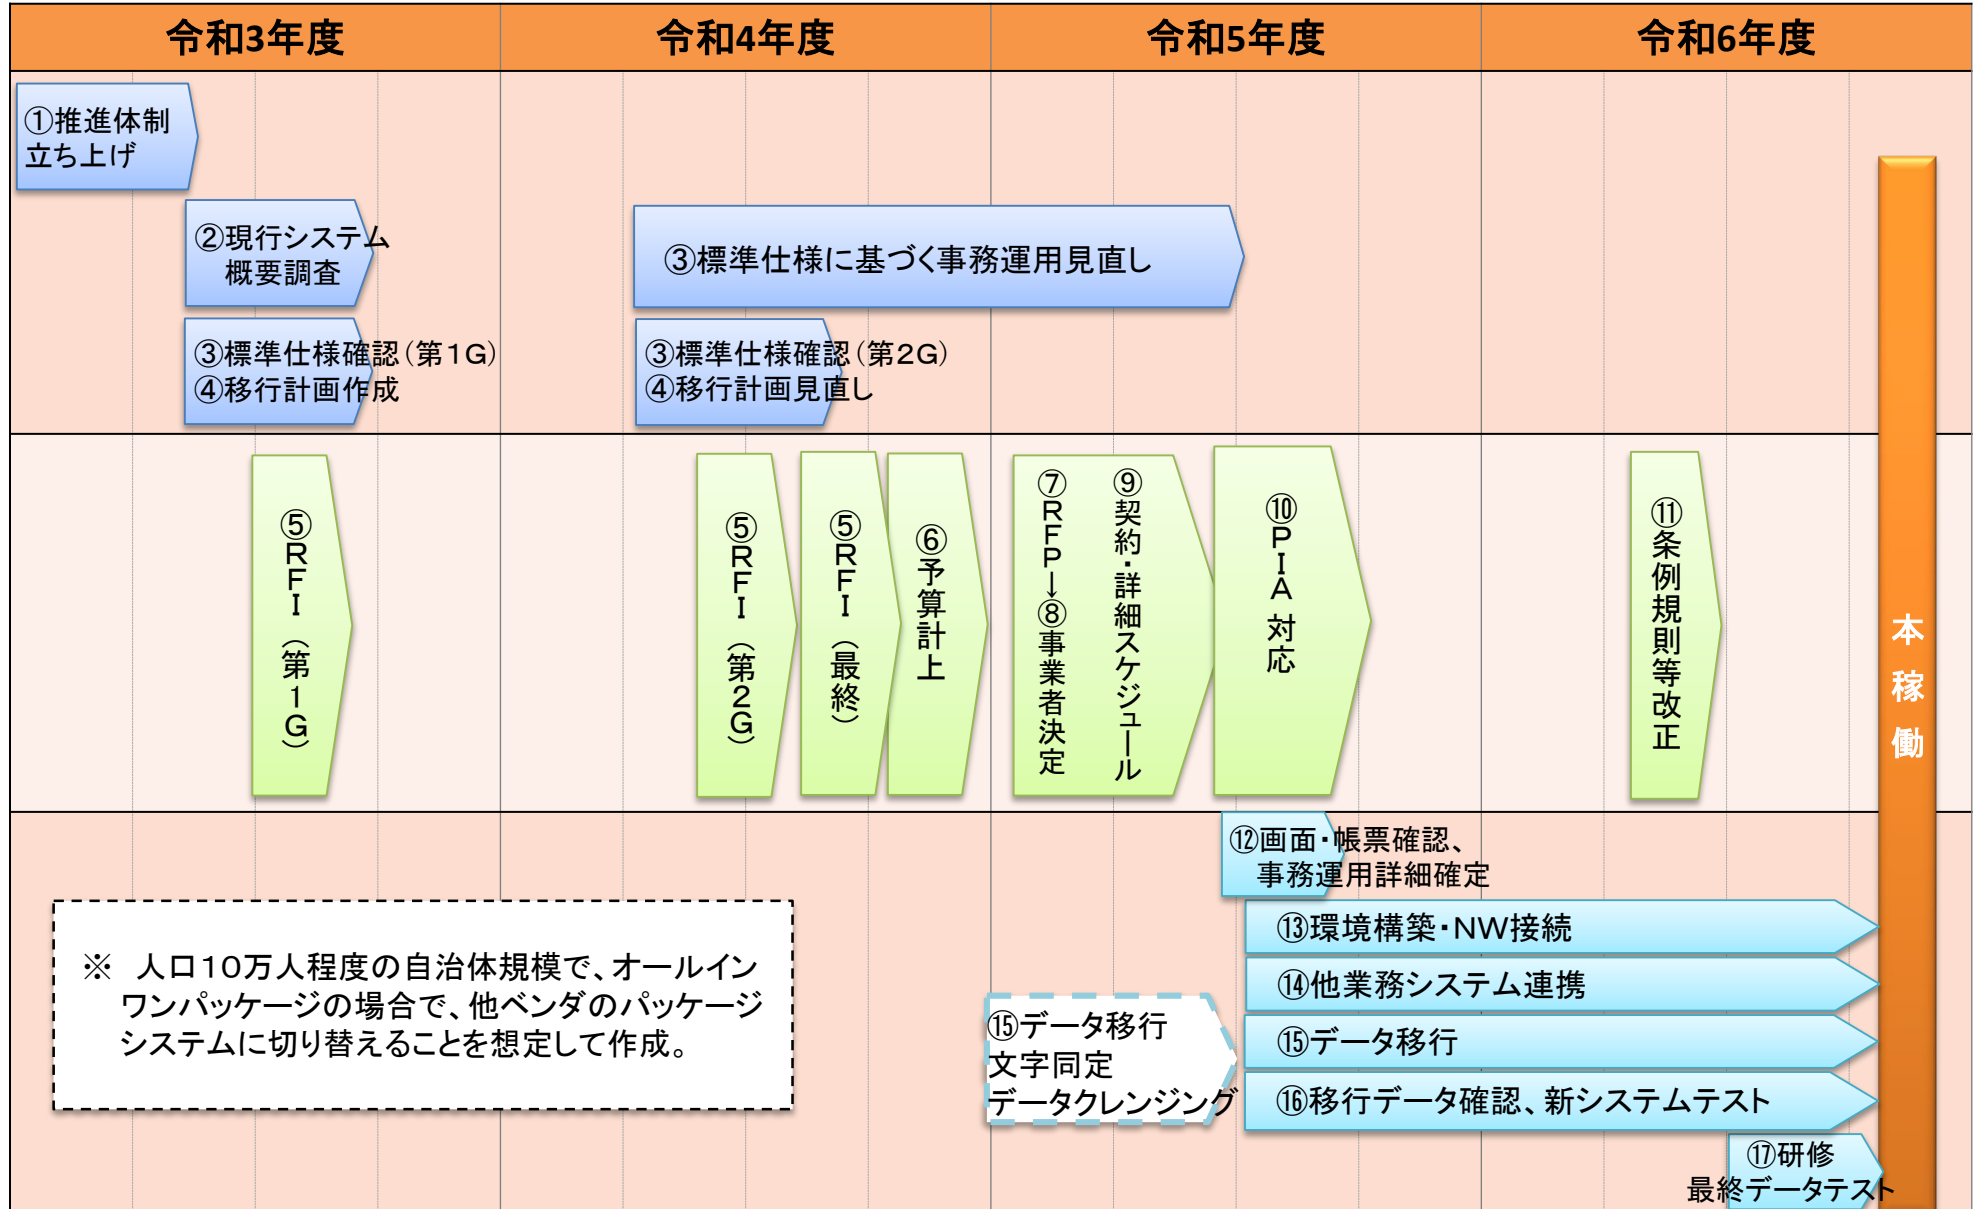 令和3年度
令和4年度
令和5年度
令和6年度
①推進体制
立ち上げ
②現行システム
概要調査
③標準仕様に基づく事務運用見直し
③標準仕様確認（第１Ｇ）
④移行計画作成
③標準仕様確認（第２Ｇ）
④移行計画見直し
⑤ＲＦＩ（第１Ｇ）
⑤ＲＦＩ（第２Ｇ）
⑤ＲＦＩ（最終）
⑥予算計上
⑦ＲＦＰ→⑧事業者決定
⑨契約・詳細スケジュール
⑩ＰＩＡ対応
⑪条例規則等改正
本稼働
⑫画面・帳票確認、
事務運用詳細確定
⑬環境構築・ＮＷ接続
⑭他業務システム連携
⑮データ移行
文字同定
データクレンジング
⑮データ移行
⑯移行データ確認、新システムテスト
⑰研修
最終データテスト
※　人口１０万人程度の自治体規模で、オールイン
ワンパッケージの場合で、他ベンダのパッケージ
システムに切り替えることを想定して作成。